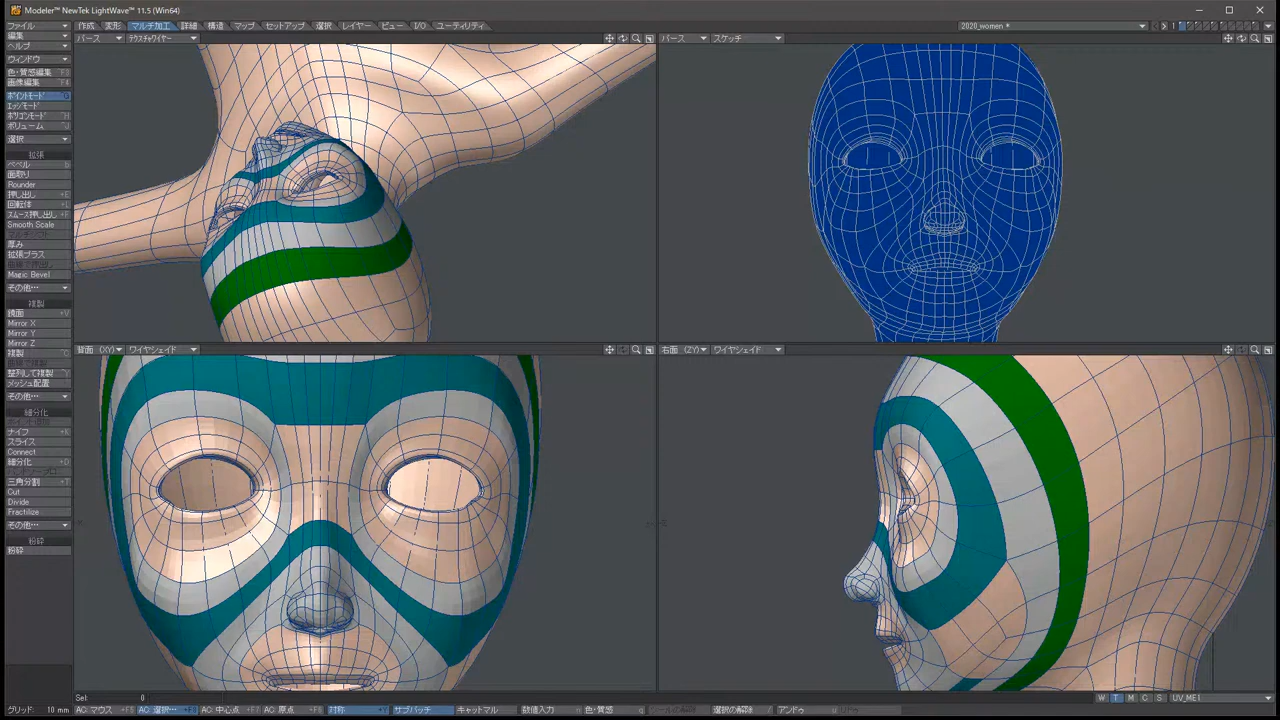 Modeler™ NewTek LightWave™ 11.5 (Win64)
ファイル
作成 変形 マルチ加工 詳細 構造 マップ セットアップ 選択 レイヤー ビュー I/O ユーティリティ
2020_women *
編集
ヘルプ
ウィンドウ
色・質感編集 ^F3
画像編集 ^F4
ポイントモード ^G
エッジモード
ポリゴンモード ^H
ボリューム ^J
選択
拡張
ベベル b
面取り
Rounder
押し出し +E
回転体 +L
スムース押し出し +F
Smooth Scale
厚み
拡張プラス
Magic Bevel
その他…
複製
鏡面 +V
Mirror X
Mirror Y
Mirror Z
複製 ^C
整列して複製 ^Y
メッシュ配置
その他…
細分化
ナイフ +K
スライス
Connect
細分化 +D
三角分割 +T
Cut
Divide
Fractilize
その他…
粉砕
粉砕
パース テクスチャワイヤー
パース スケッチ
背面 (XY) ワイヤシェイド
右面 (ZY) ワイヤシェイド
Sel: 0
W T M C S UV_ME1
グリッド: 10 mm
AC: マウス +F5 AC: 選択… +F8 AC: 中心点 +F7 AC: 原点 +F6 対称 +Y サブパッチ キャットマル… 数値入力 n 色・質感 q 選択の解除 / アンドゥ u